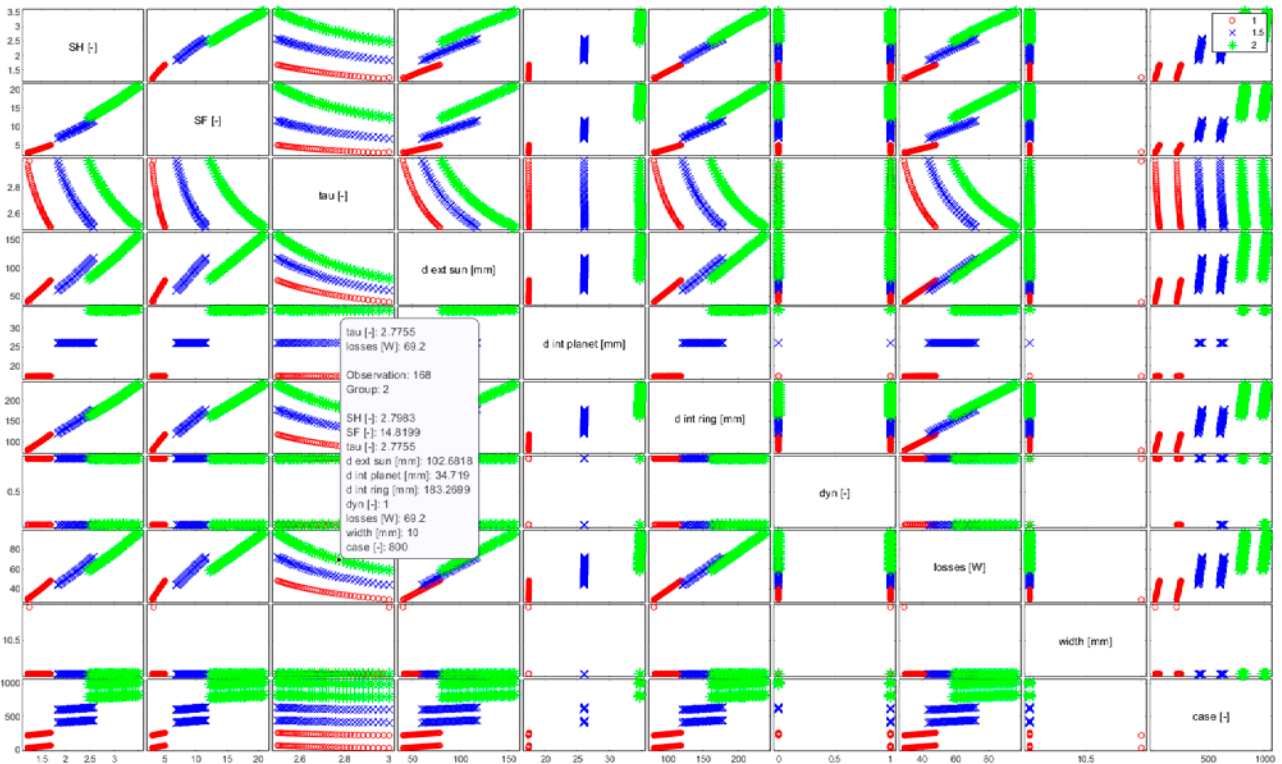 3.5
3
2.5
2
1.5
SH [-]
1
1.5
2
20
15
10
5
SF [-]
2.8
2.6
tau [-]
150
100
50
d ext sun [mm]
30
25
20
d int planet [mm]
tau [-]: 2.7755
losses [W]: 69.2
Observation: 168
Group: 2
SH [-]: 2.7983
SF [-]: 14.8199
tau [-]: 2.7755
d ext sun [mm]: 102.6818
d int planet [mm]: 34.719
d int ring [mm]: 183.2699
dyn [-]: 1
losses [W]: 69.2
width [mm]: 10
case [-]: 800
200
150
100
d int ring [mm]
0.5
dyn [-]
80
60
40
losses [W]
10.5
width [mm]
1000
500
0
case [-]
1.5 2 2.5 3 5 10 15 20 2.6 2.8 3 50 100 150 20 25 30 35 100 150 200 0 1 40 60 80 10.5 500 1000